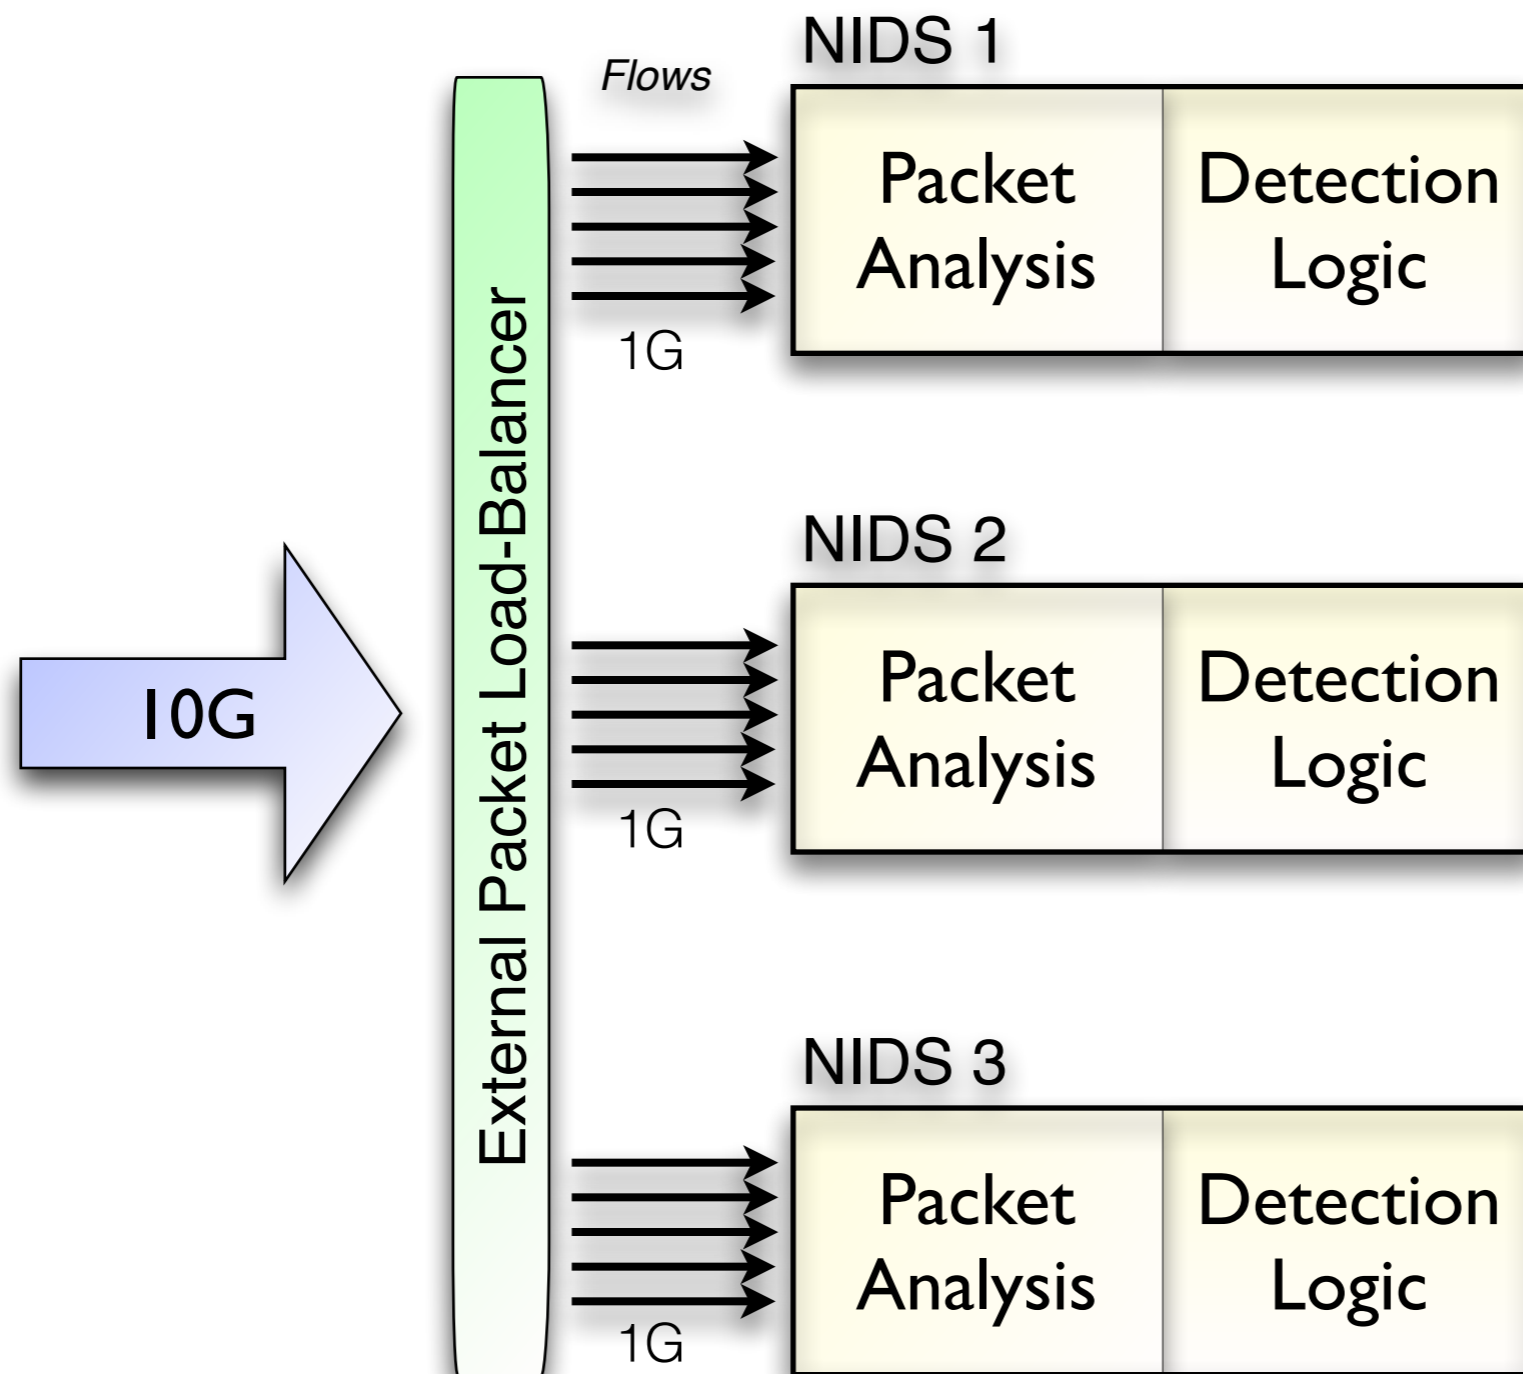 NIDS 1
Flows
Packet
Analysis
Detection
Logic
1G
External Packet Load-Balancer
10G
NIDS 2
Packet
Analysis
Detection
Logic
1G
NIDS 3
Packet
Analysis
Detection
Logic
1G